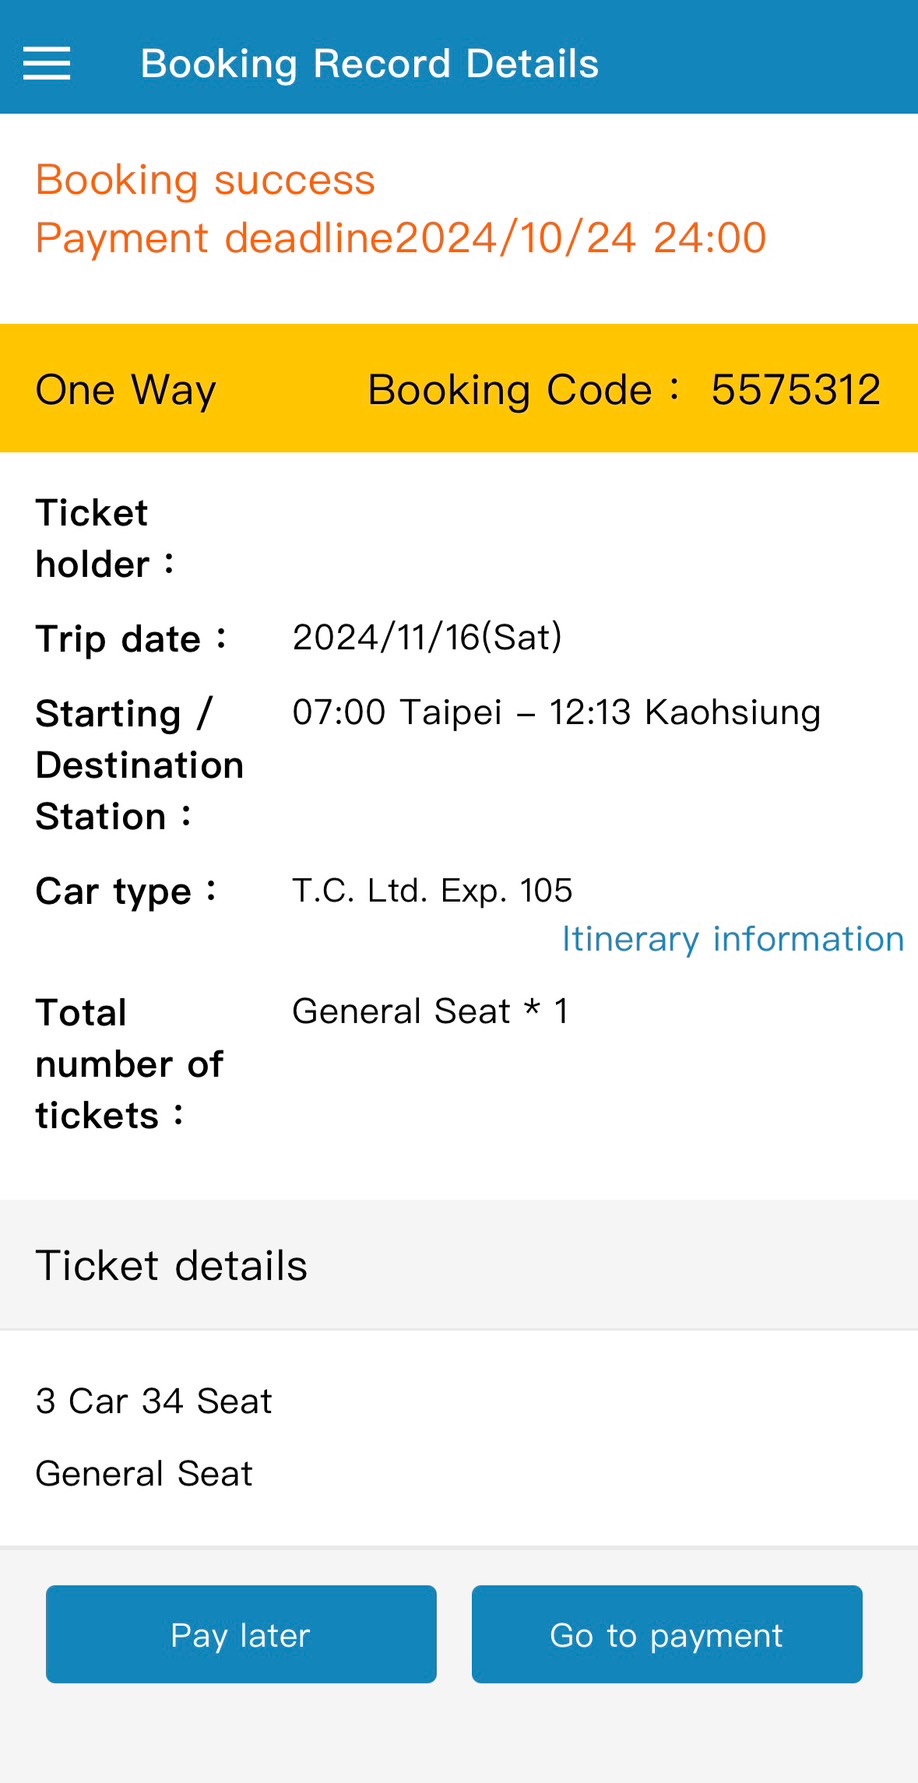 Booking Record Details
Booking success
Payment deadline2024/10/24 24:00
One Way
Booking Code： 5575312
Ticket
holder：
Trip date： 2024/11/16(Sat)
Starting / 07:00 Taipei – 12:13 Kaohsiung
Destination
Station：
Car type： T.C. Ltd. Exp. 105
Itinerary information
Total General Seat * 1
number of
tickets：
Ticket details
3 Car 34 Seat
General Seat
Pay later
Go to payment